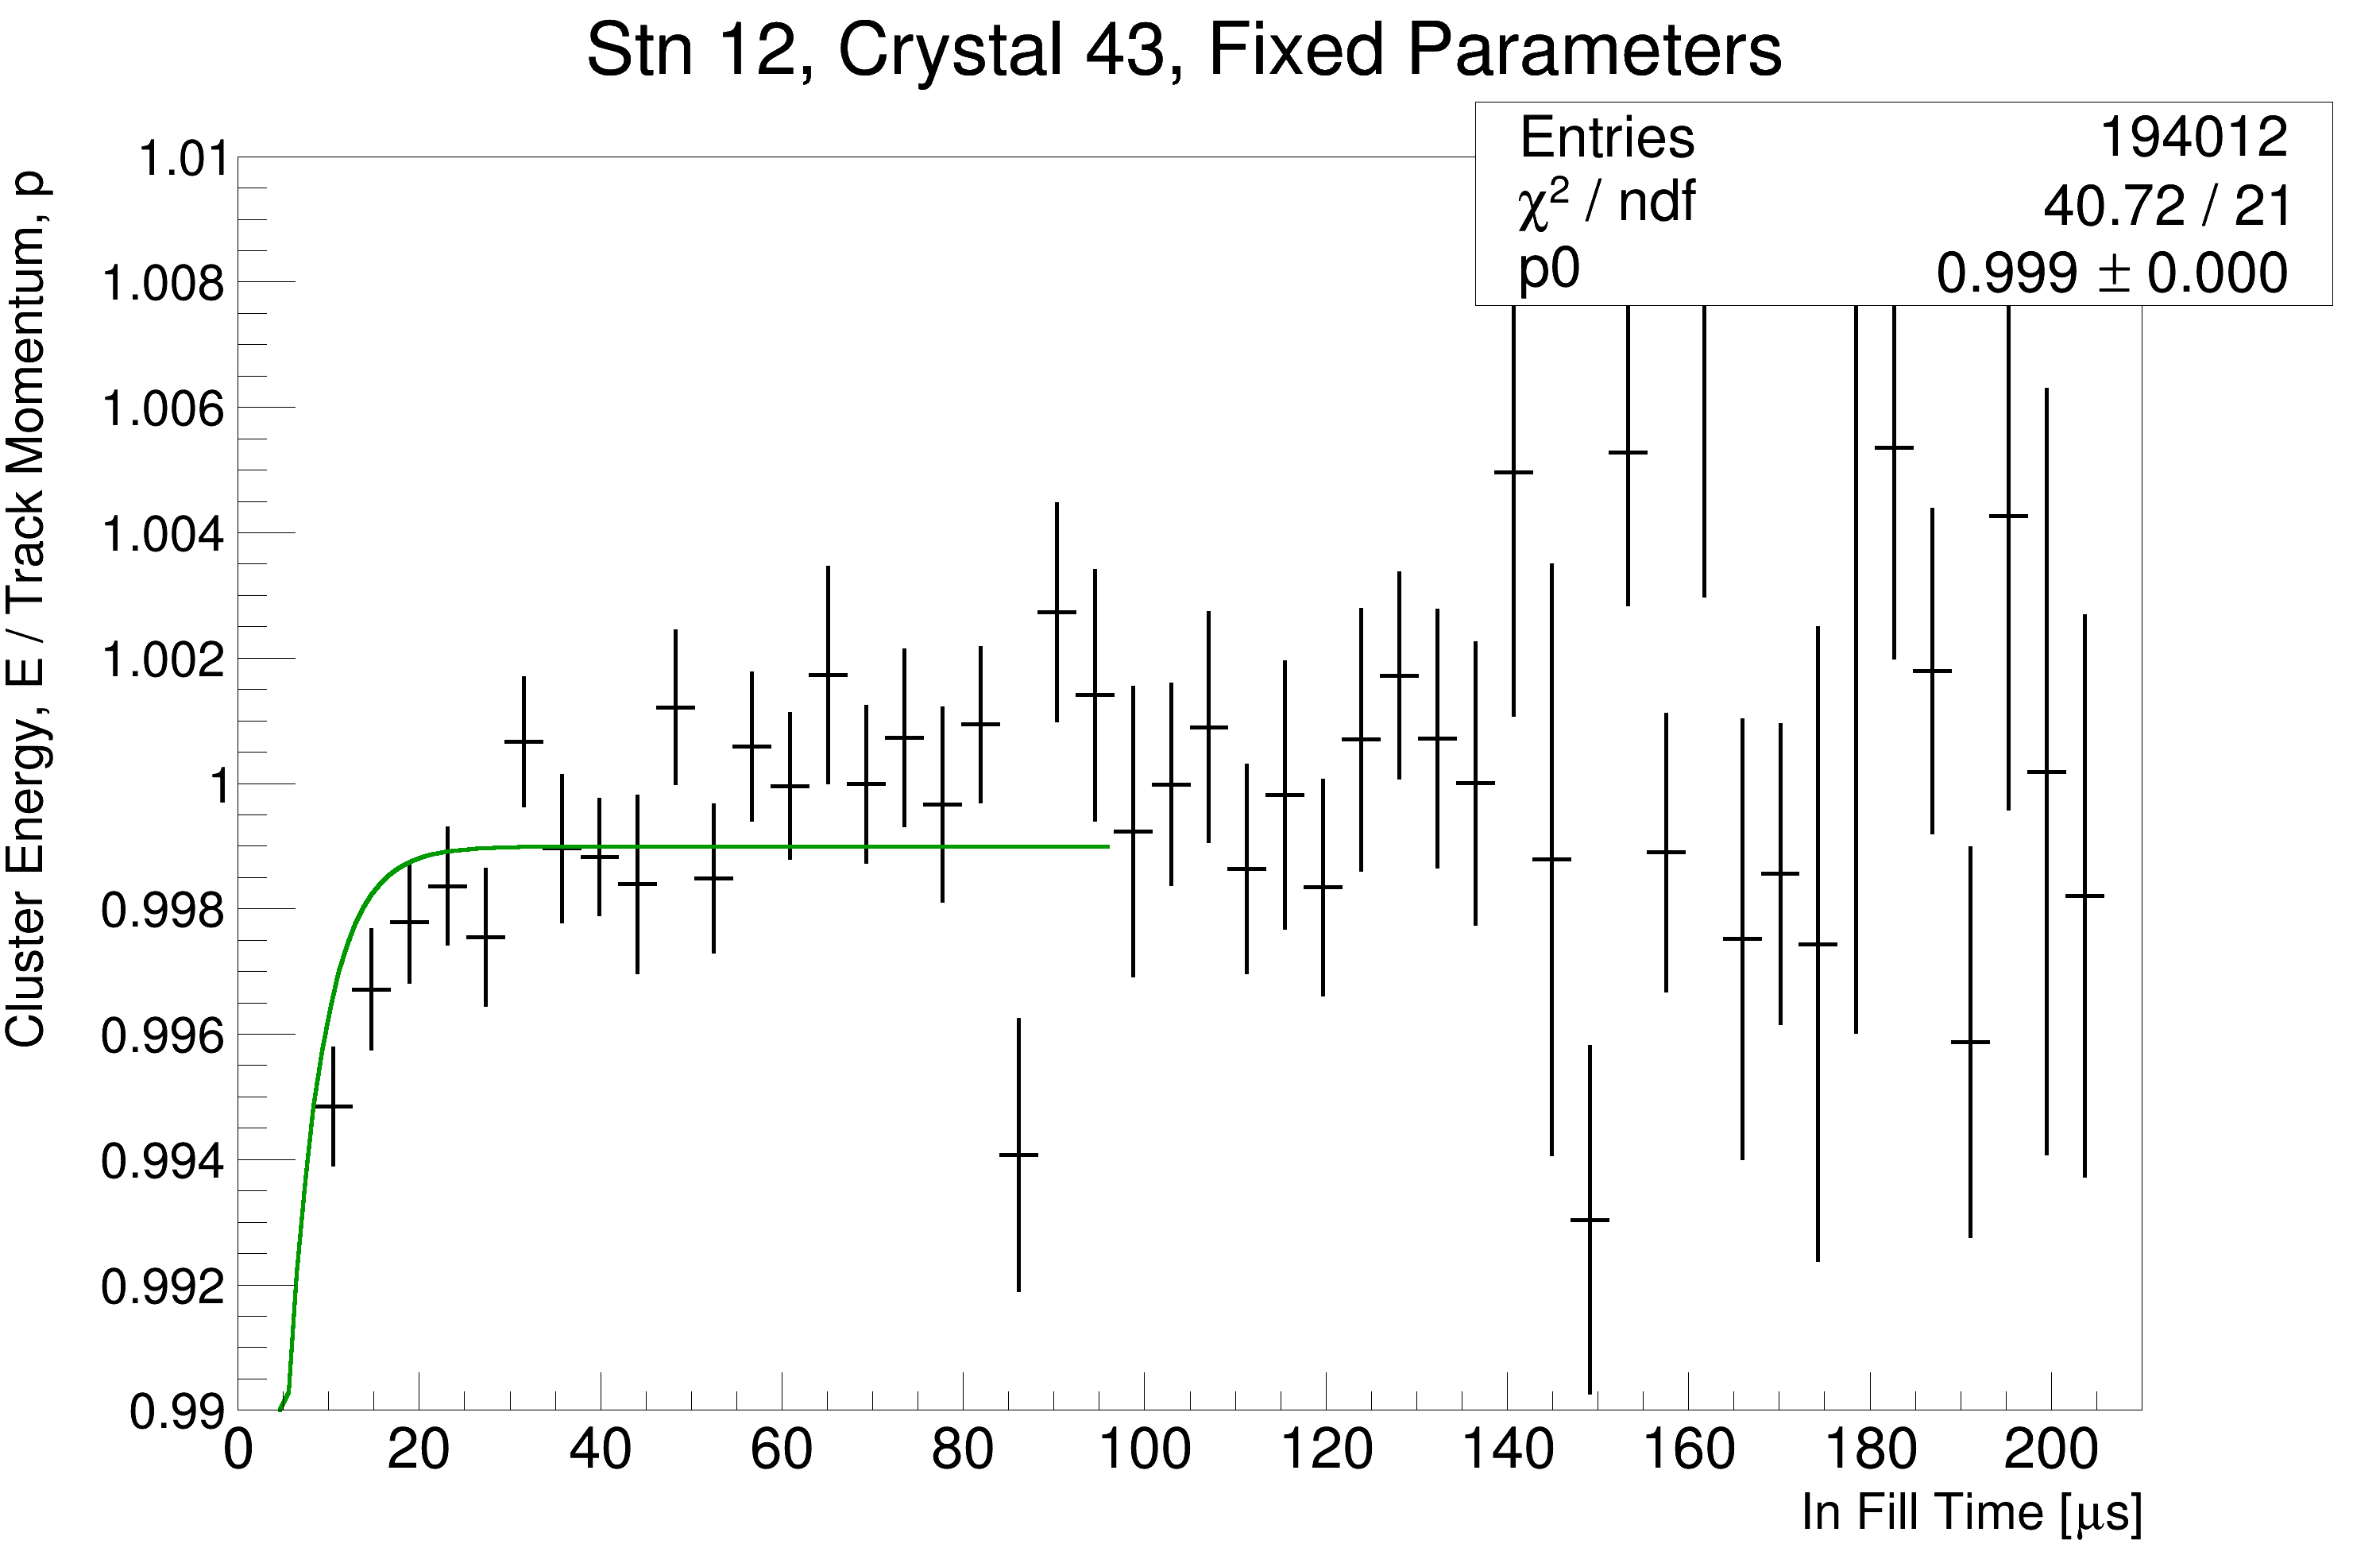 Stn 12, Crystal 43, Fixed Parameters
Entries 194012
χ² / ndf 40.72 / 21
p0 0.999 ± 0.000
Cluster Energy, E / Track Momentum, p
1.01
1.008
1.006
1.004
1.002
1
0.998
0.996
0.994
0.992
0.99
0 20 40 60 80 100 120 140 160 180 200
In Fill Time [μs]